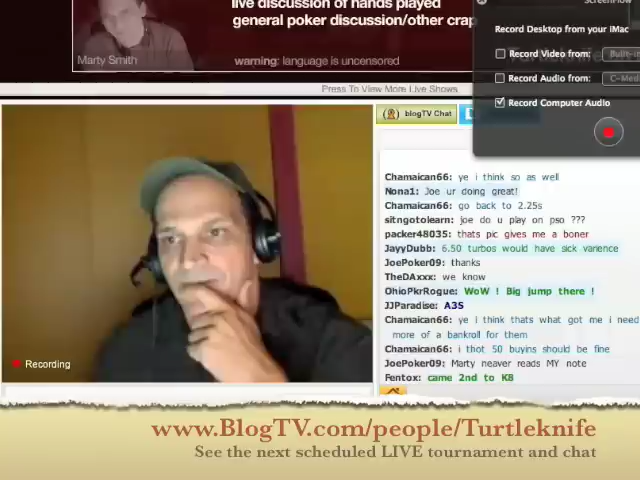 live discussion of hands played
general poker discussion/other crap
Marty Smith
warning: language is uncensored
Press To View More Live Shows
ScreenFlow
Record Desktop from your iMac
Record Video from:
Built-in
Record Audio from:
C-Media
Record Computer Audio
blogTV Chat
Chamaican66: ye i think so as well
Nona1: Joe ur doing great!
Chamaican66: go back to 2.25s
sitngotolearn: joe do u play on pso ???
packer48035: thats pic gives me a boner
JayyDubb: 6.50 turbos would have sick varience
JoePoker09: thanks
TheDAxxx: we know
OhioPkrRogue: WoW ! Big jump there !
JJParadise: A3S
Chamaican66: ye i think thats what got me i need
more of a bankroll for them
Chamaican66: i thot 50 buyins should be fine
JoePoker09: Marty neaver reads MY note
Fentox: came 2nd to K8
Recording
www.BlogTV.com/people/Turtleknife
See the next scheduled LIVE tournament and chat